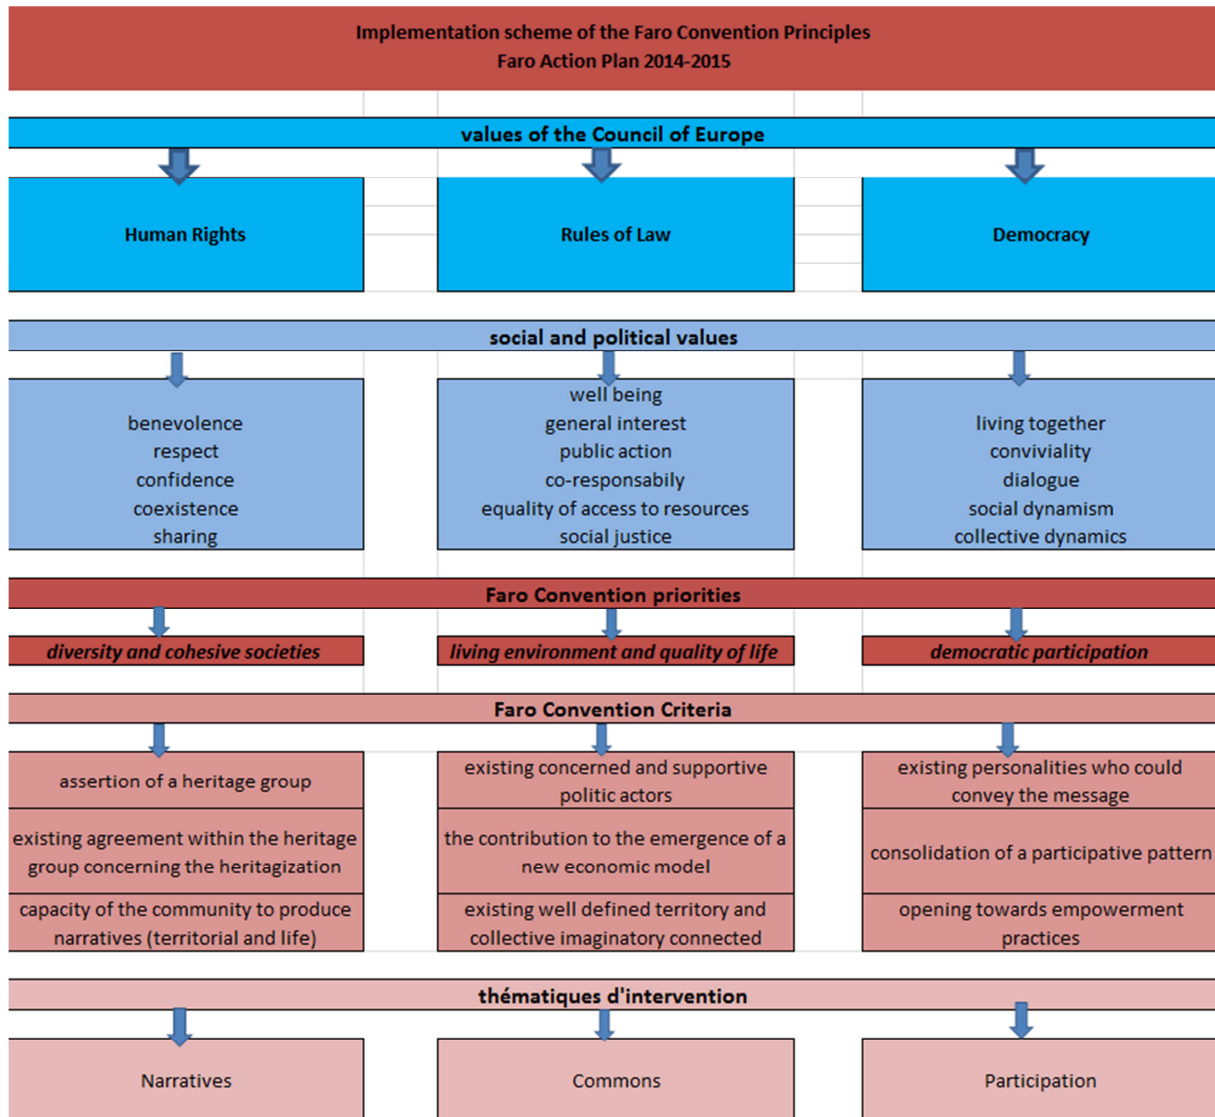 Implementation scheme of the Faro Convention Principles
Faro Action Plan 2014-2015
values of the Council of Europe
Human Rights
Rules of Law
Democracy
social and political values
benevolence
respect
confidence
coexistence
sharing
well being
general interest
public action
co-responsabily
equality of access to resources
social justice
living together
conviviality
dialogue
social dynamism
collective dynamics
Faro Convention priorities
diversity and cohesive societies
living environment and quality of life
democratic participation
Faro Convention Criteria
assertion of a heritage group
existing agreement within the heritage
group concerning the heritagization
capacity of the community to produce
narratives (territorial and life)
existing concerned and supportive
politic actors
the contribution to the emergence of a
new economic model
existing well defined territory and
collective imaginatory connected
existing personalities who could
convey the message
consolidation of a participative pattern
opening towards empowerment
practices
thématiques d'intervention
Narratives
Commons
Participation